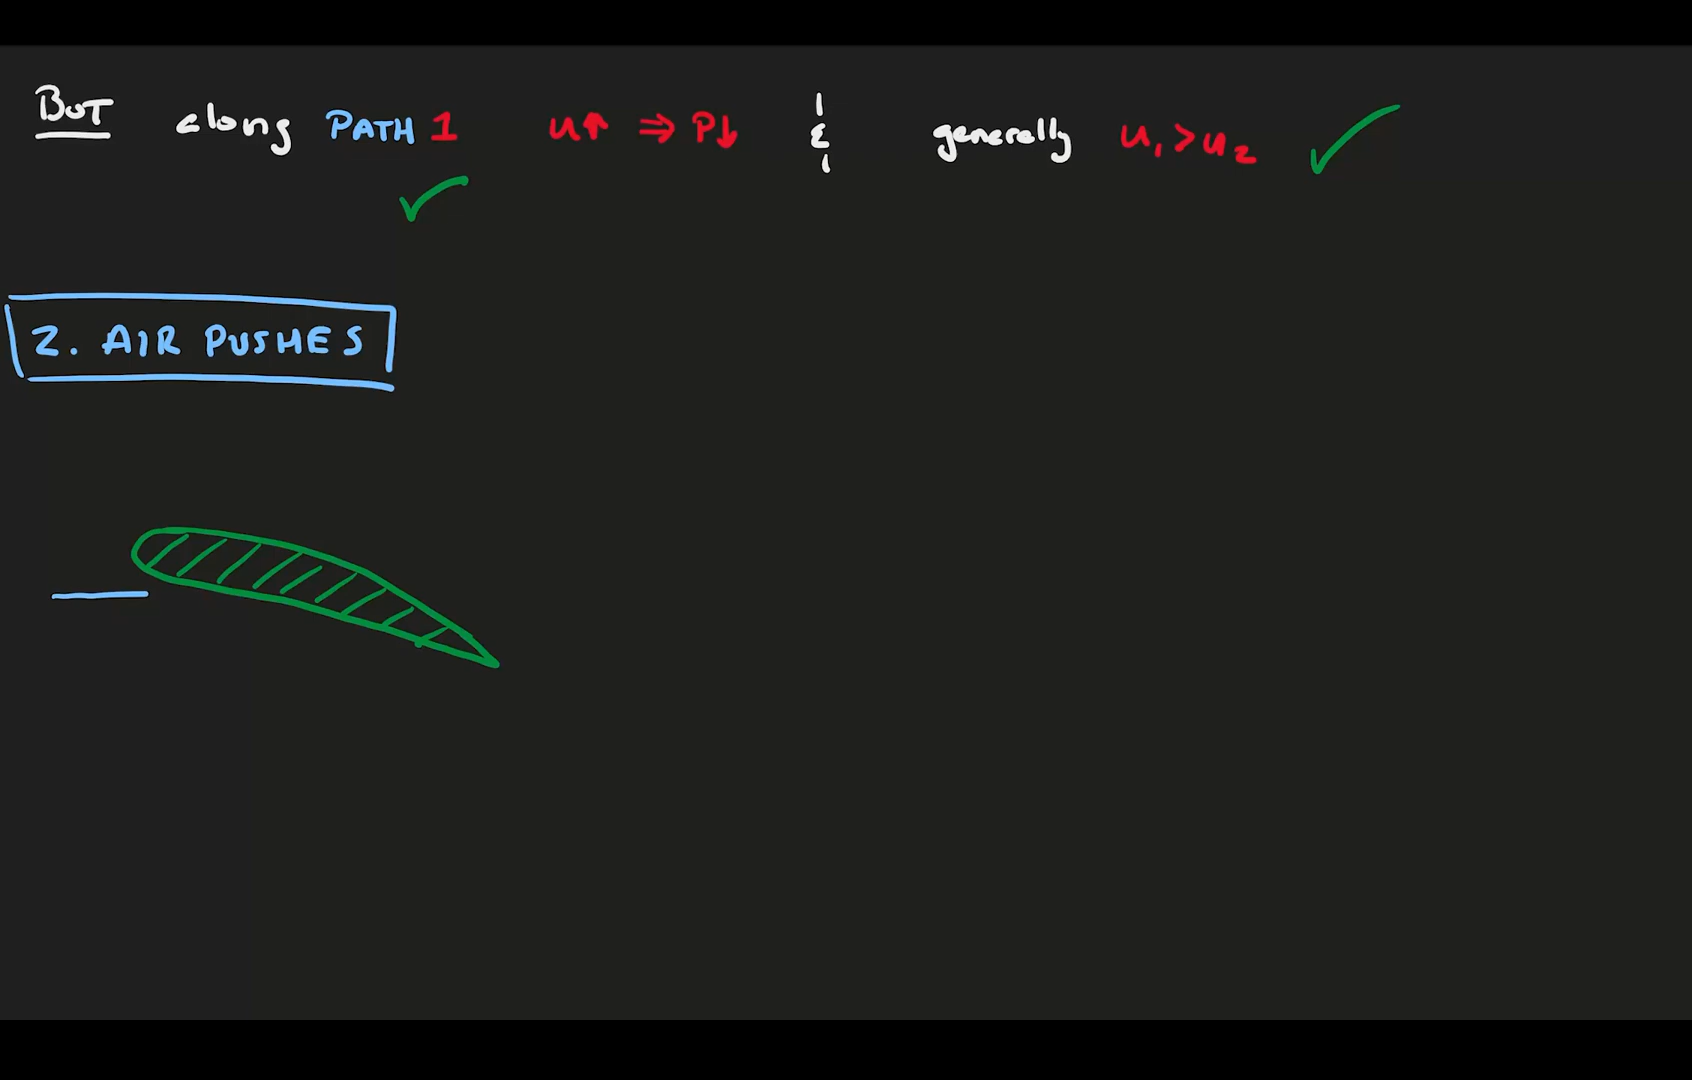 BUT along PATH 1 u↑ ⇒ P↓ & generally u₁ > u₂ ✓
✓
2. AIR PUSHES